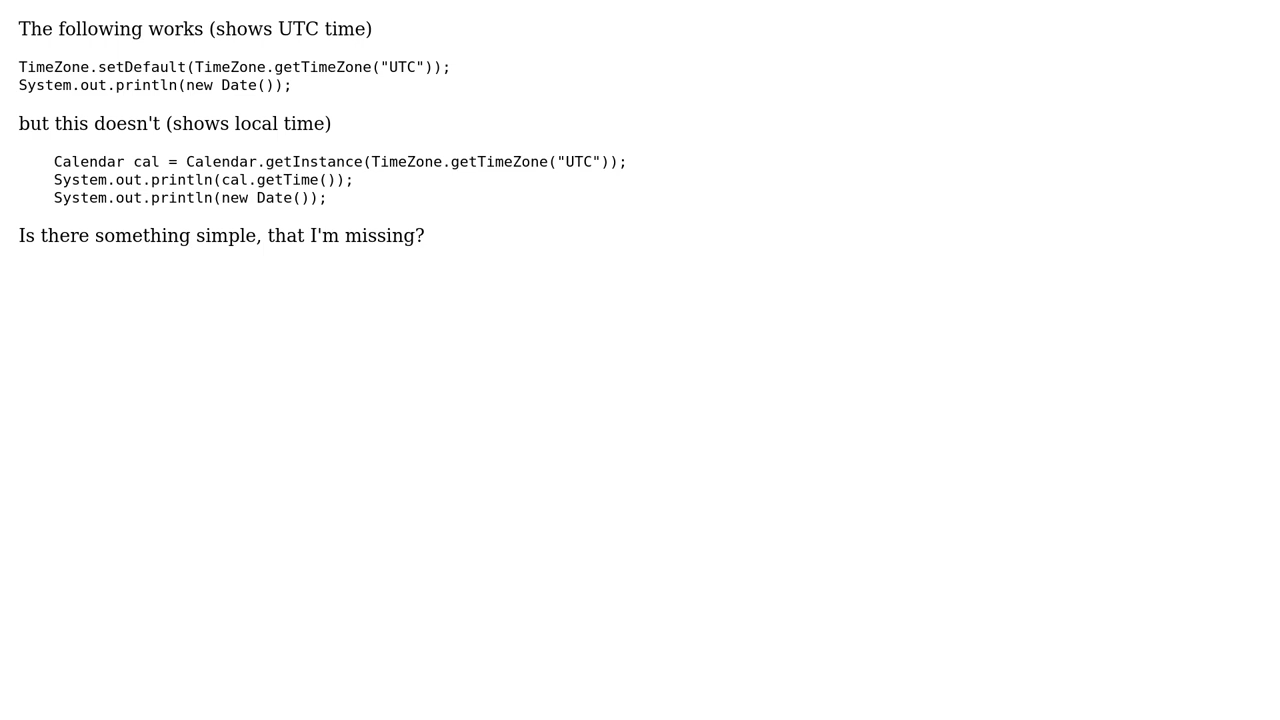 The following works (shows UTC time)
TimeZone.setDefault(TimeZone.getTimeZone("UTC"));
System.out.println(new Date());
but this doesn't (shows local time)
    Calendar cal = Calendar.getInstance(TimeZone.getTimeZone("UTC"));
    System.out.println(cal.getTime());
    System.out.println(new Date());
Is there something simple, that I'm missing?